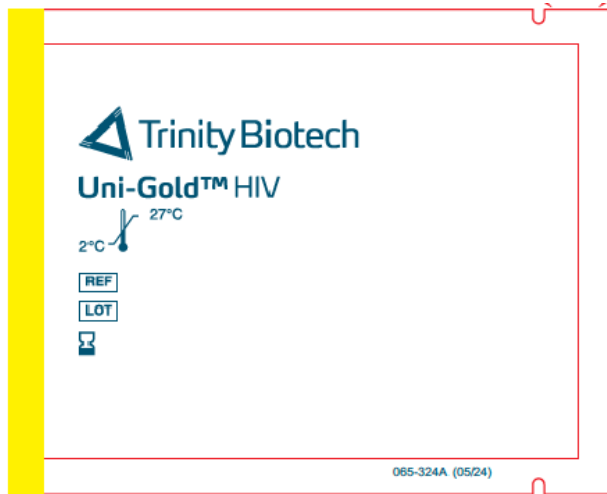 Trinity Biotech
Uni-Gold™ HIV
27°C
2°C
REF
LOT
065-324A (05/24)